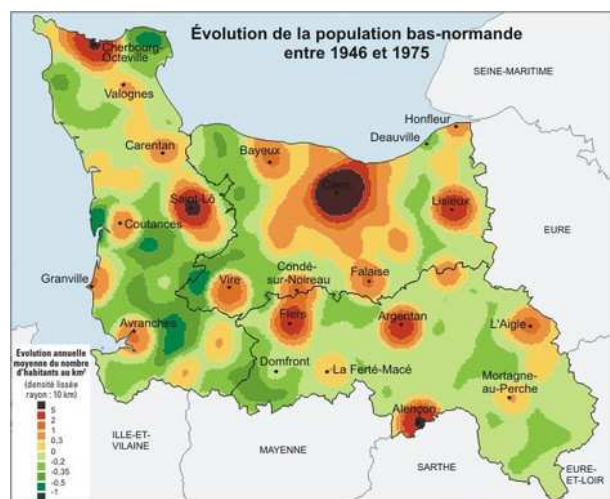 Évolution de la population bas-normande
entre 1946 et 1975
SEINE-MARITIME
Cherbourg-
Octeville
Valognes
Honfleur
Deauville
Carentan
Bayeux
Caen
Lisieux
Saint-Lô
EURE
Coutances
Granville
Vire
Condé-
sur-Noireau
Falaise
Avranches
Flers
Argentan
L'Aigle
Domfront
La Ferté-Macé
Mortagne-
au-Perche
Alençon
Evolution annuelle
moyenne du nombre
d'habitants au km²
(densité lissée
rayon : 10 km)
5
2
1
0,3
0
-0,2
-0,35
-0,5
-1
ILLE-ET-
VILAINE
MAYENNE
SARTHE
EURE-
ET-LOIR